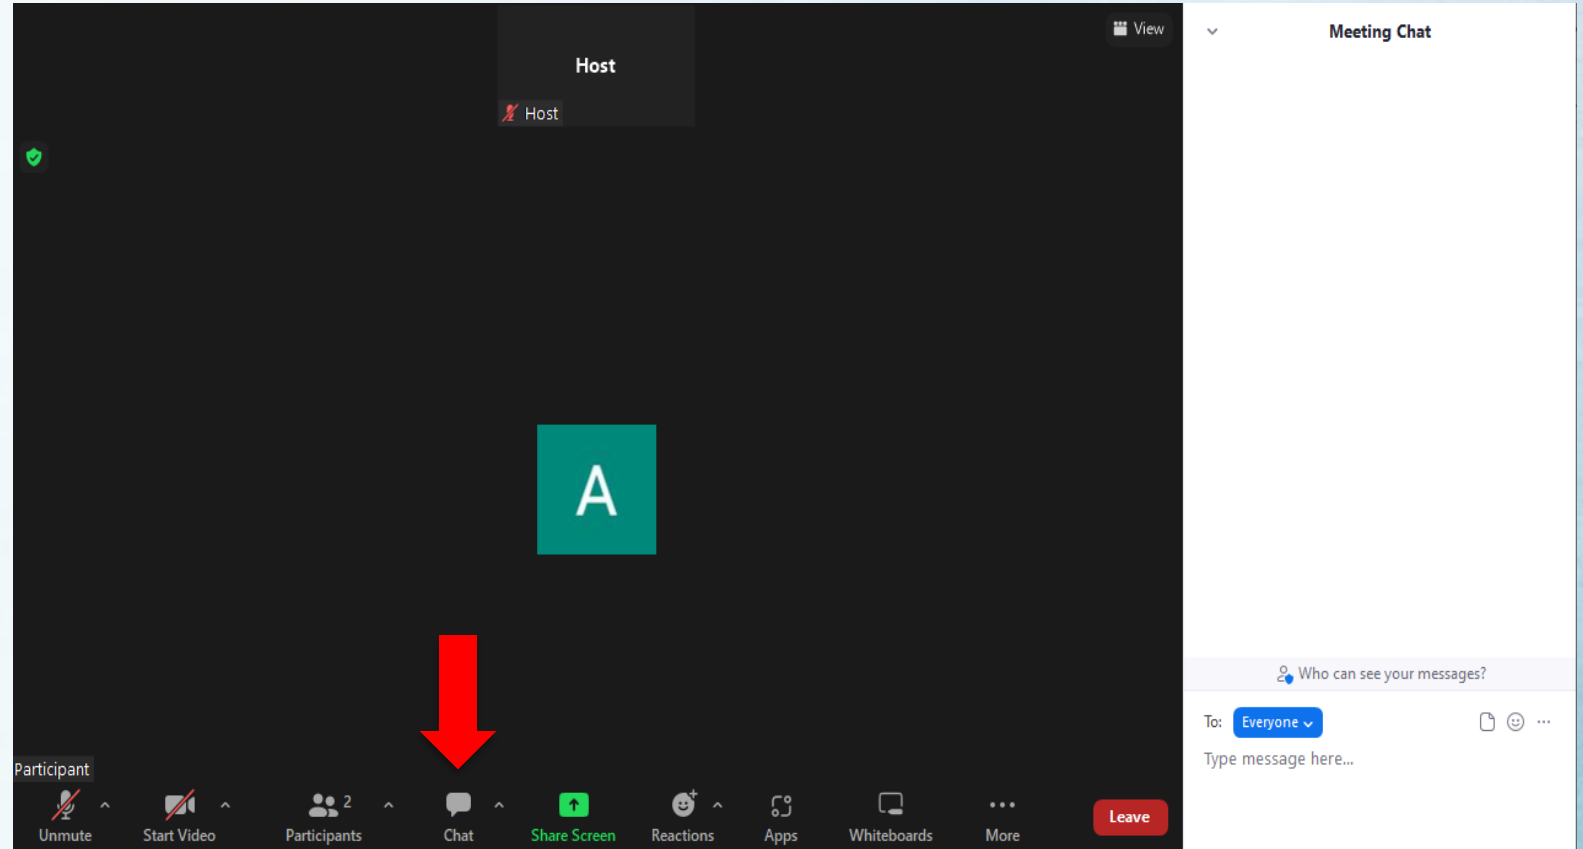 View
Host
Host
Meeting Chat
A
Who can see your messages?
To: Everyone
Type message here...
Participant
2
Unmute Start Video Participants Chat Share Screen Reactions Apps Whiteboards More Leave